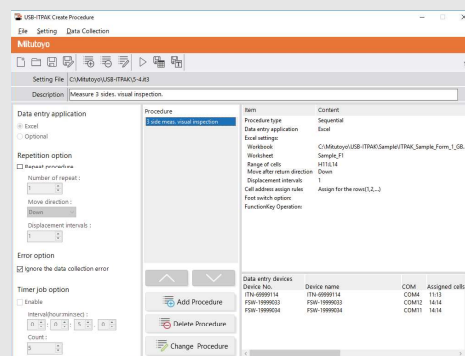 USB-ITPAK Create Procedure
File Setting Data Collection
Mitutoyo
Setting File C:\Mitutoyo\USB-ITPAK\5-4.it3
Description Measure 3 sides. visual inspection.
Data entry application
Excel
Optional
Repetition option
Repeat procedure
Number of repeat :
1
Move direction :
Down
Displacement intervals :
1
Error option
Ignore the data collection error
Timer job option
Enable
Interval(hour:min:sec) :
0 : 0 : 5 : 0
Count :
5
Procedure
3 side meas. visual inspection
Add Procedure
Delete Procedure
Change Procedure
Item Content
Procedure type Sequential
Data entry application Excel
Excel settings:
Workbook C:\Mitutoyo\USB-ITPAK\Sample\ITPAK_Sample_Form_1_GB.
Worksheet Sample_F1
Range of cells H11:L14
Move after return direction Down
Displacement intervals 1
Cell address assign rules Assign for the rows(1,2,...)
Foot switch option:
FunctionKey Operation:
Data entry devices
Device No. Device name COM Assigned cells
ITN-69999114 ITN-69999114 COM4 11:13
FSW-19999033 FSW-19999033 COM12 14:14
FSW-19999034 FSW-19999034 COM11 14:14